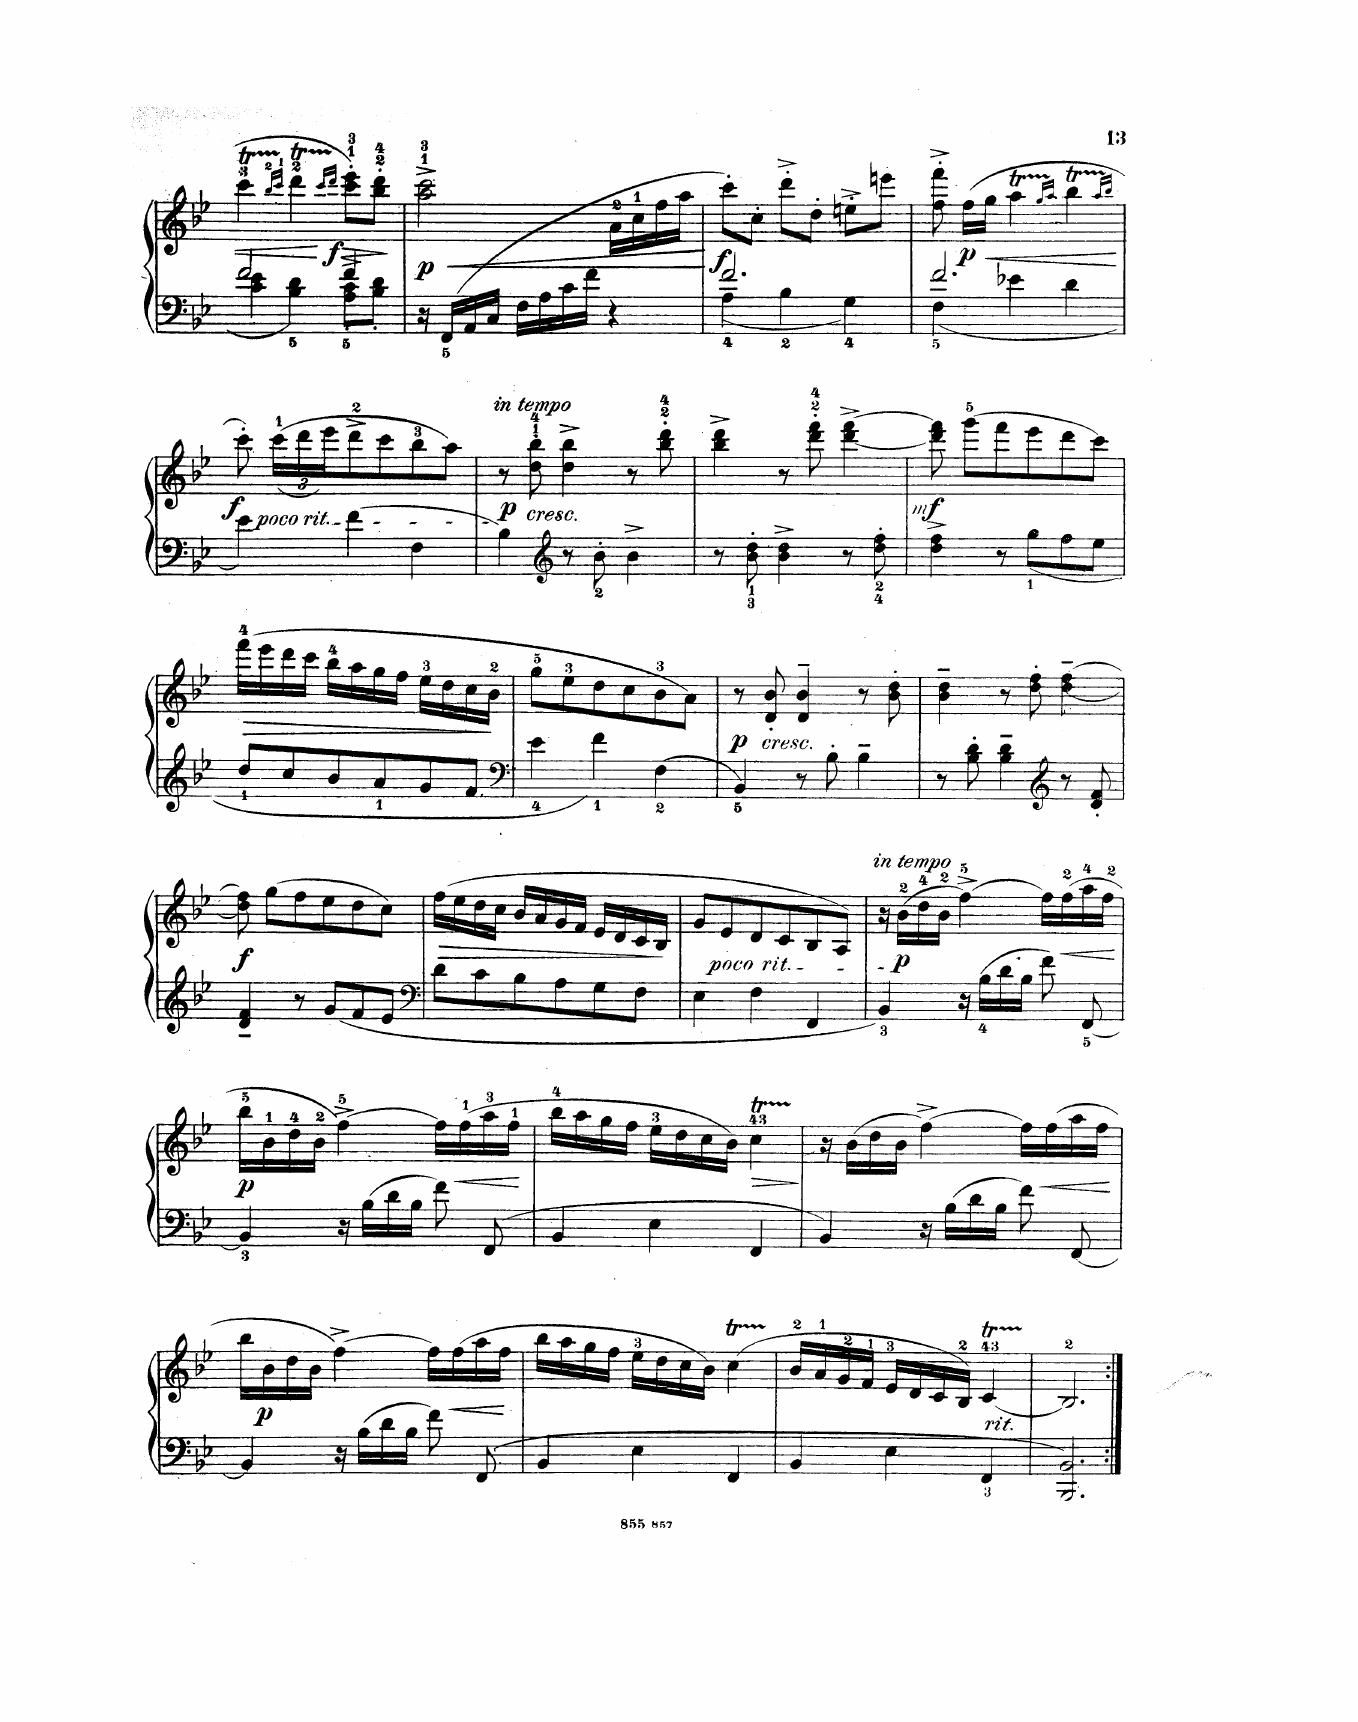 13
f
p
f
p
in tempo
f poco rit. p cresc. mf
p cresc.
in tempo
f poco rit. p
p
p rit.
855 857